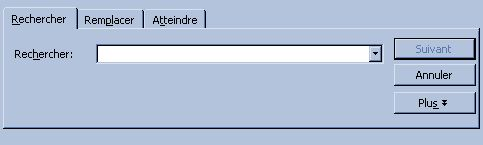 Rechercher Remplacer Atteindre
Rechercher: Suivant
Annuler
Plus